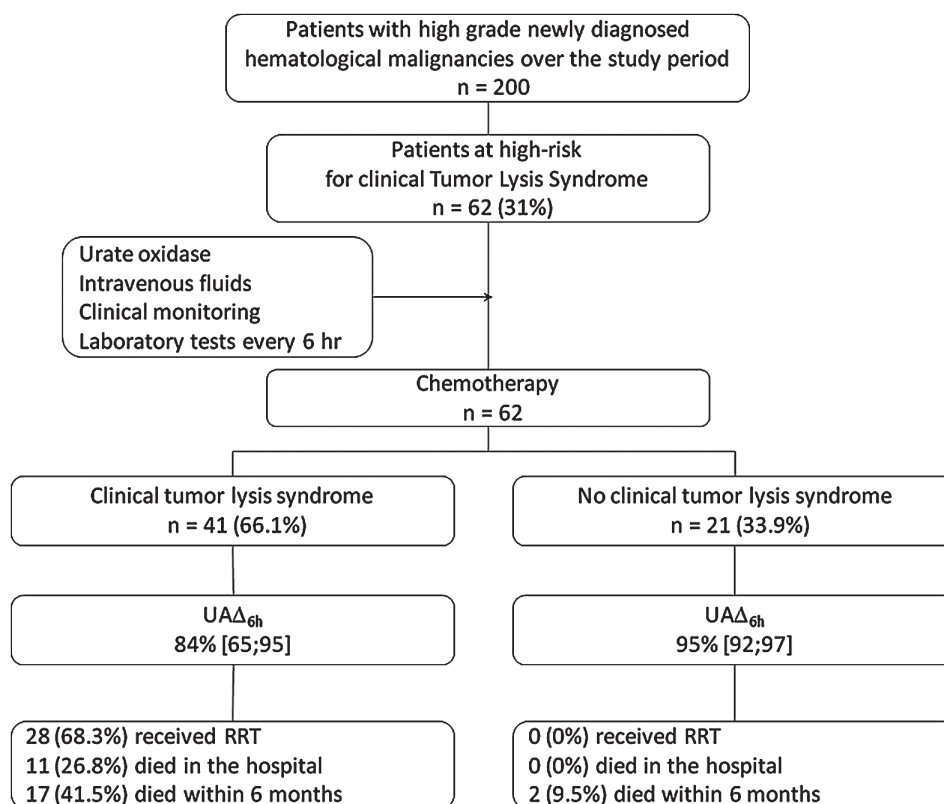 Patients with high grade newly diagnosed
hematological malignancies over the study period
n = 200
Patients at high-risk
for clinical Tumor Lysis Syndrome
n = 62 (31%)
Urate oxidase
Intravenous fluids
Clinical monitoring
Laboratory tests every 6 hr
Chemotherapy
n = 62
Clinical tumor lysis syndrome
n = 41 (66.1%)
No clinical tumor lysis syndrome
n = 21 (33.9%)
UAΔ6h
84% [65;95]
UAΔ6h
95% [92;97]
28 (68.3%) received RRT
11 (26.8%) died in the hospital
17 (41.5%) died within 6 months
0 (0%) received RRT
0 (0%) died in the hospital
2 (9.5%) died within 6 months